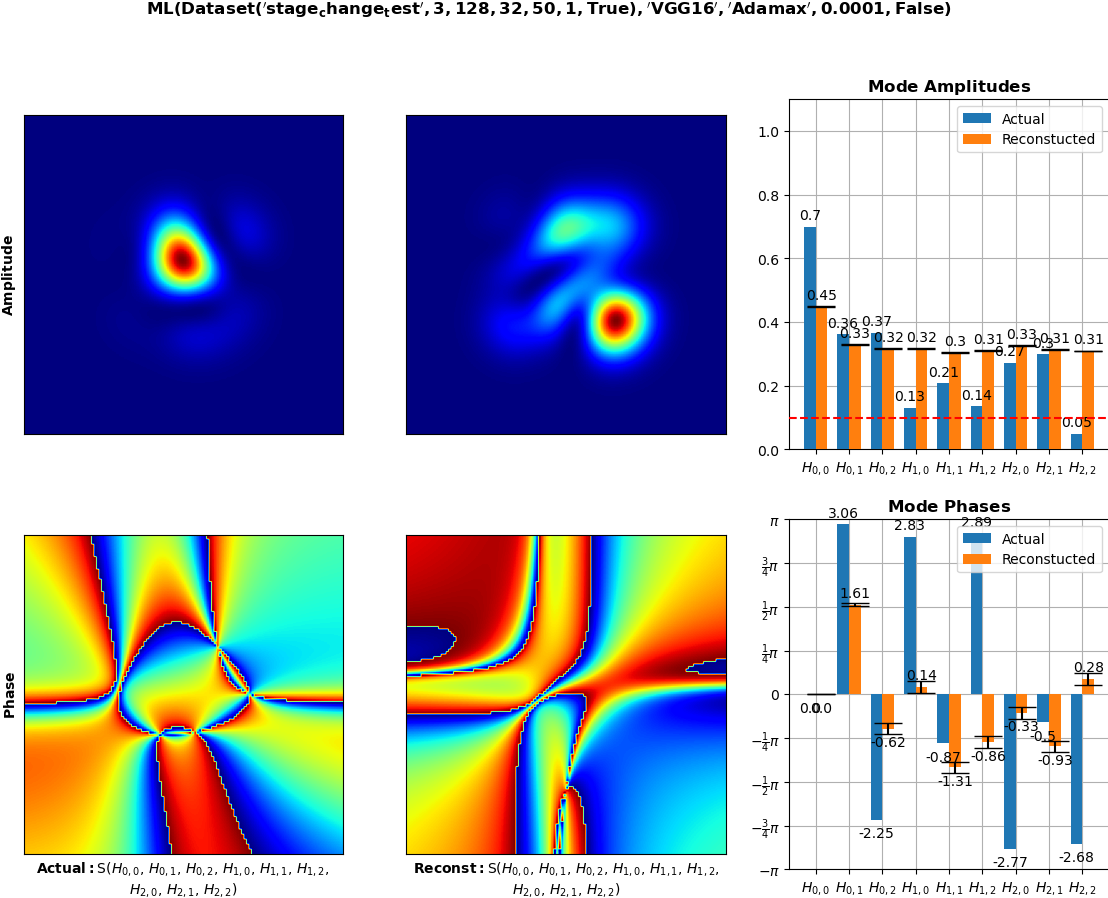 ML(Dataset('stage_change_test', 3, 128, 32, 50, 1, True), 'VGG16', 'Adamax', 0.0001, False)
Amplitude
Mode Amplitudes
Actual
Reconstucted
1.0
0.8
0.6
0.4
0.2
0.0
0.7
0.45
0.36
0.33
0.37
0.32
0.13
0.32
0.21
0.3
0.14
0.31
0.27
0.33
0.3
0.31
0.05
0.31
H0,0 H0,1 H0,2 H1,0 H1,1 H1,2 H2,0 H2,1 H2,2
Phase
Actual: S(H0,0, H0,1, H0,2, H1,0, H1,1, H1,2,
H2,0, H2,1, H2,2)
Reconst: S(H0,0, H0,1, H0,2, H1,0, H1,1, H1,2,
H2,0, H2,1, H2,2)
Mode Phases
Actual
Reconstucted
π
3/4π
1/2π
1/4π
0
−1/4π
−1/2π
−3/4π
−π
0.0
3.06
1.61
-2.25
-0.62
2.83
0.14
-0.87
-1.31
2.89
-0.86
-2.77
-0.33
-0.5
-0.93
-2.68
0.28
H0,0 H0,1 H0,2 H1,0 H1,1 H1,2 H2,0 H2,1 H2,2